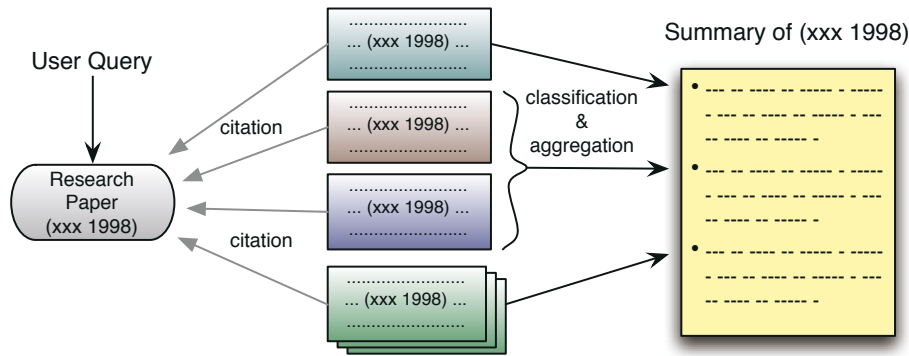 User Query
Research
Paper
(xxx 1998)
citation
citation
.......................
... (xxx 1998) ...
.......................
.......................
... (xxx 1998) ...
.......................
.......................
... (xxx 1998) ...
.......................
.......................
... (xxx 1998) ...
.......................
classification
&
aggregation
Summary of (xxx 1998)
• --- -- ---- -- ----- - -----
- --- -- ---- -- ----- - ---
-- ---- -- ---- -
• --- -- ---- -- ----- - -----
- --- -- ---- -- ----- - ---
-- ---- -- ---- -
• --- -- ---- -- ----- - -----
- --- -- ---- -- ----- - ---
-- ---- -- ---- -